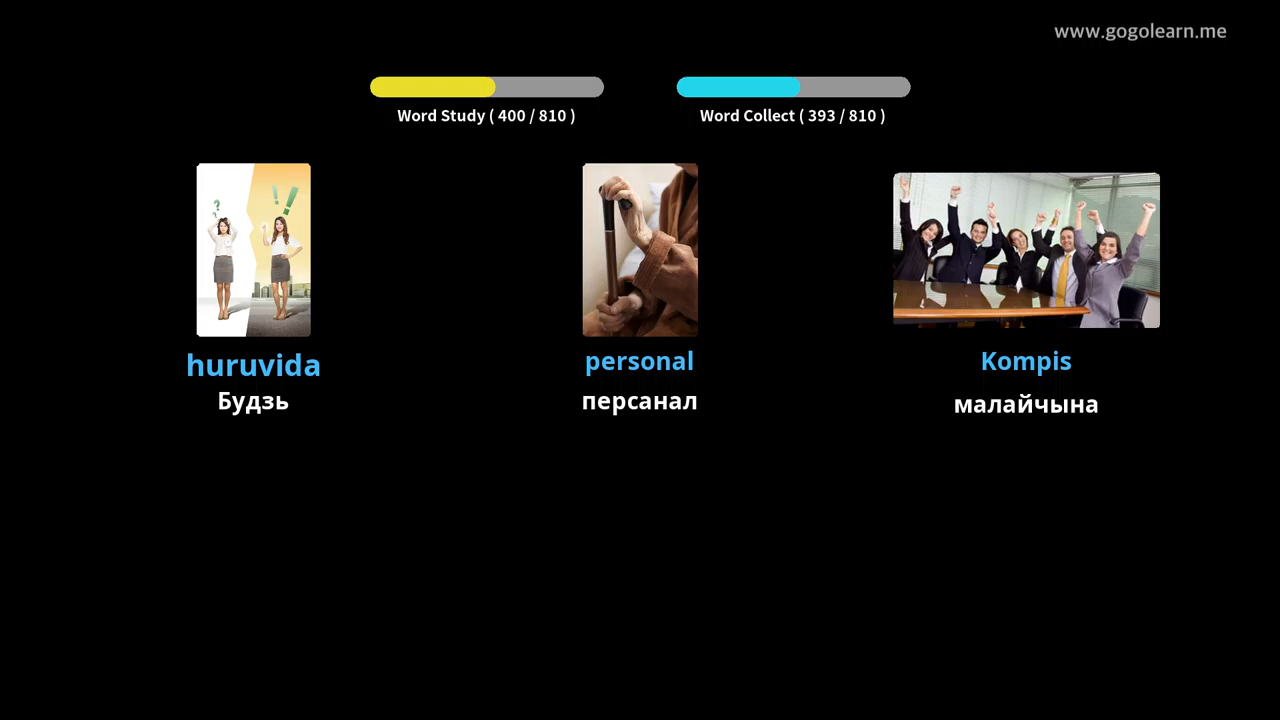 www.gogolearn.me
Word Study ( 400 / 810 )
Word Collect ( 393 / 810 )
huruvida
Будзь
personal
персанал
Kompis
малайчына